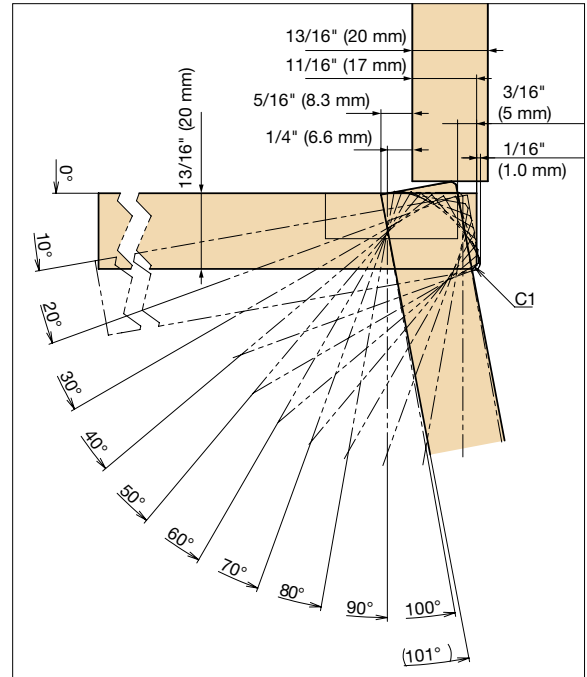 13/16" (20 mm)
11/16" (17 mm)
5/16" (8.3 mm)
3/16"
(5 mm)
1/4" (6.6 mm)
1/16"
(1.0 mm)
13/16" (20 mm)
0°
10°
C1
20°
30°
40°
50°
60°
70°
80°
90°
100°
(101°)